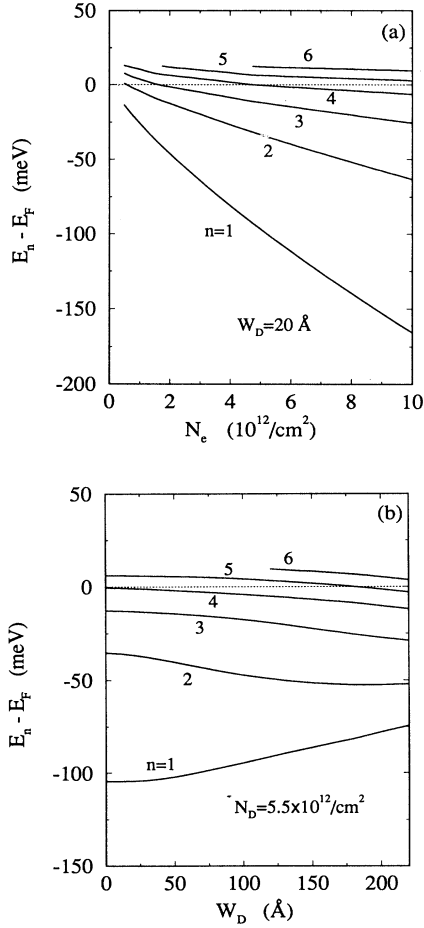 (a)
50
0
-50
-100
-150
-200
E_n - E_F (meV)
5
6
4
3
2
n=1
W_D=20 Å
0 2 4 6 8 10
N_e (10^12/cm^2)
(b)
50
0
-50
-100
-150
E_n - E_F (meV)
5
6
4
3
2
n=1
N_D=5.5x10^12/cm^2
0 50 100 150 200
W_D (Å)